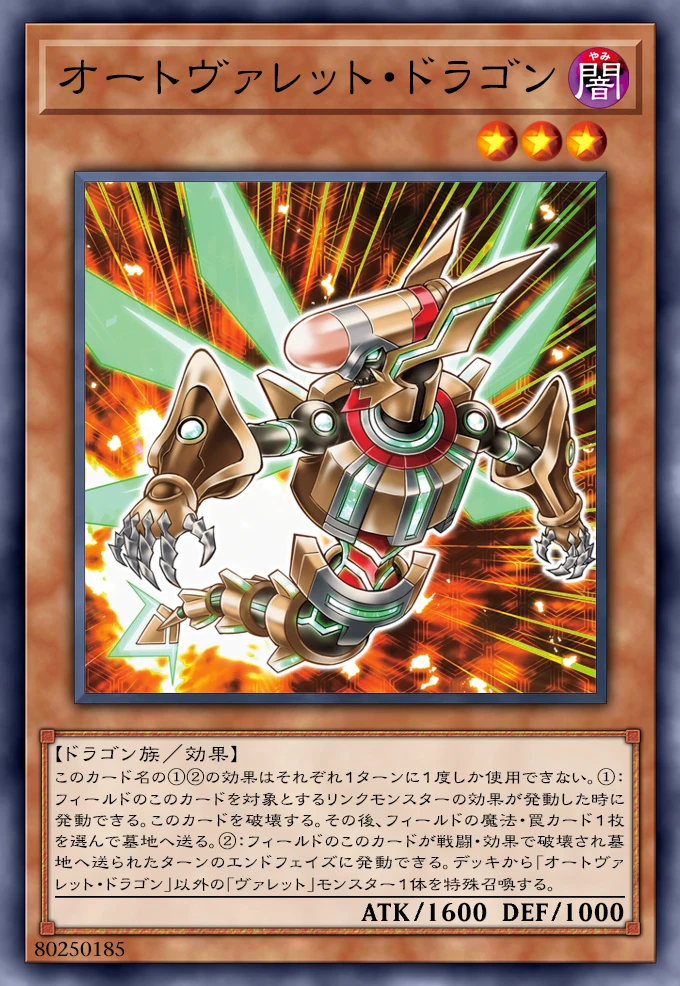 オートヴァレット・ドラゴン
やみ
闇
【ドラゴン族／効果】
このカード名の①②の効果はそれぞれ1ターンに1度しか使用できない。①：
フィールドのこのカードを対象とするリンクモンスターの効果が発動した時に
発動できる。このカードを破壊する。その後、フィールドの魔法・罠カード1枚
を選んで墓地へ送る。②：フィールドのこのカードが戦闘・効果で破壊され墓
地へ送られたターンのエンドフェイズに発動できる。デッキから「オートヴァ
レット・ドラゴン」以外の「ヴァレット」モンスター1体を特殊召喚する。
ATK/1600 DEF/1000
80250185